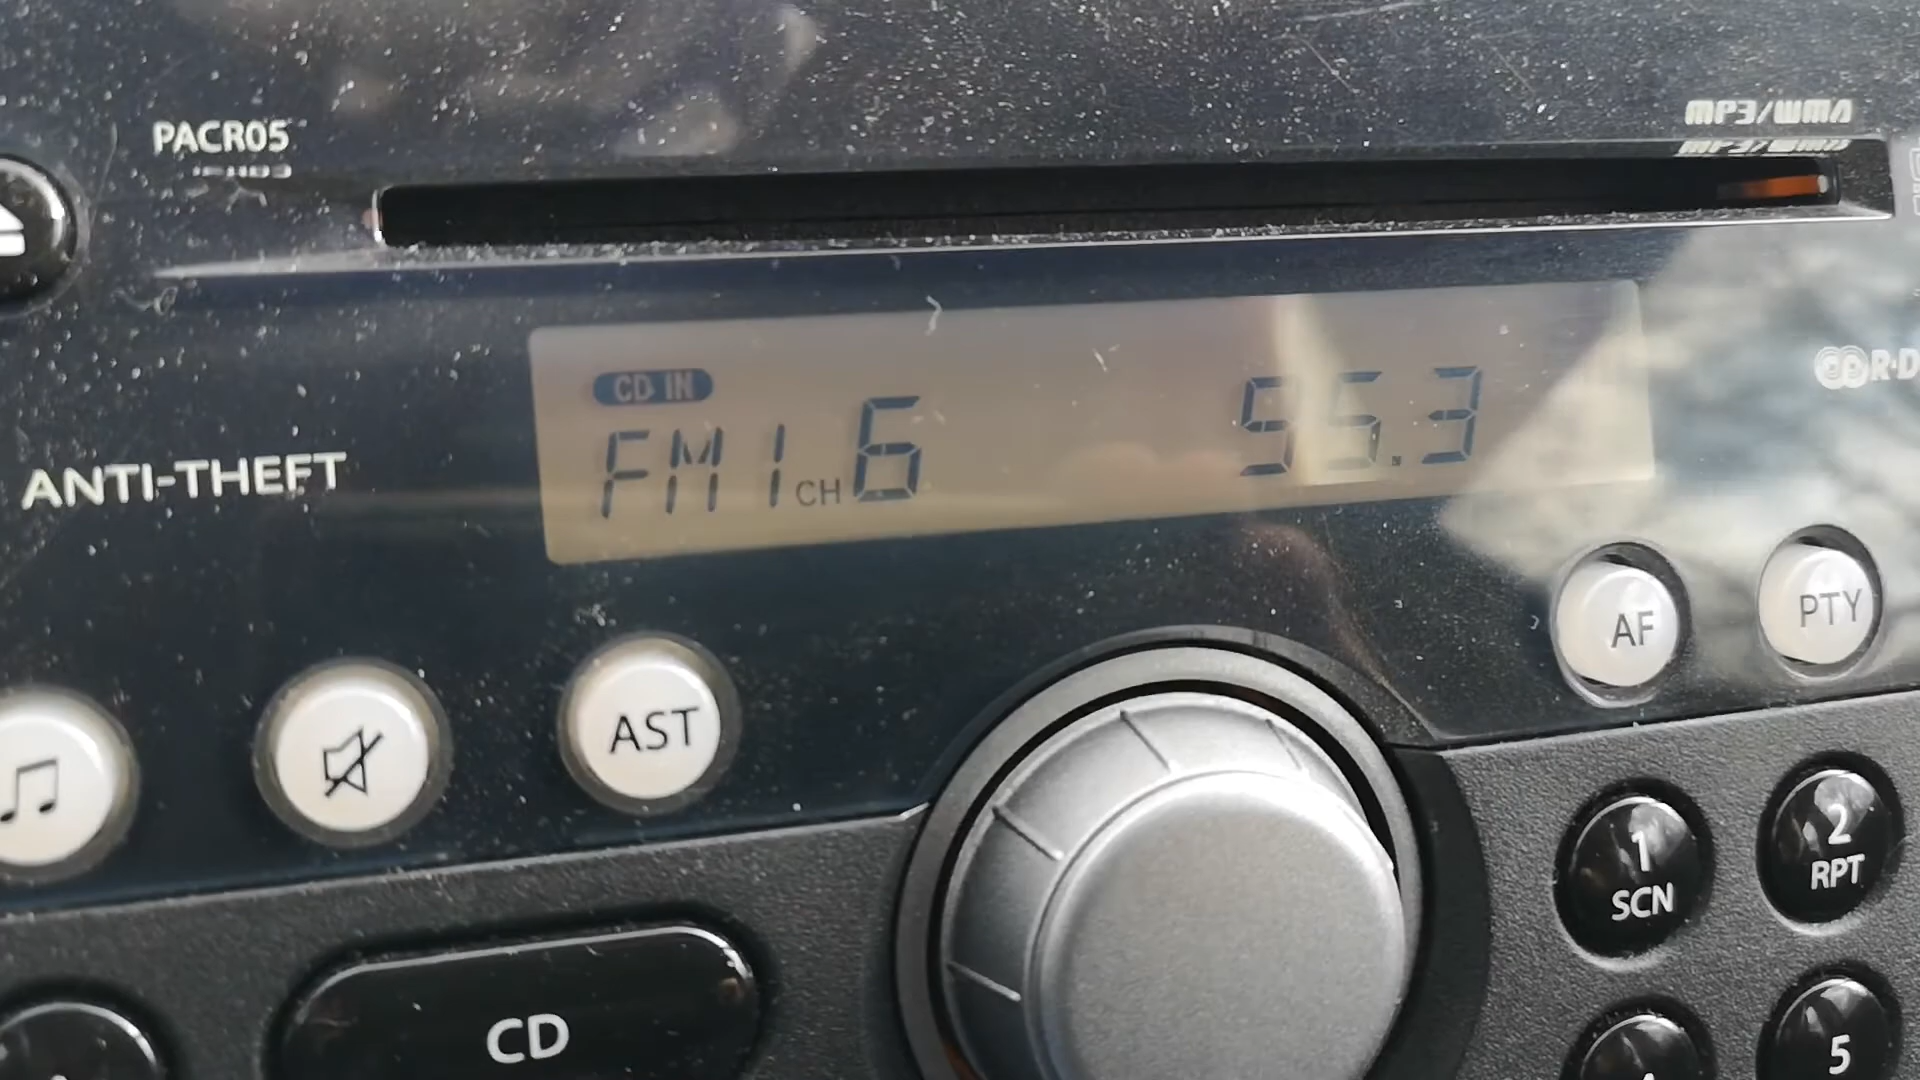 PACR05
MP3/WMA
CD IN
FM1 CH 6 95.3
ANTI-THEFT
AF
PTY
AST
1
SCN
2
RPT
CD
5